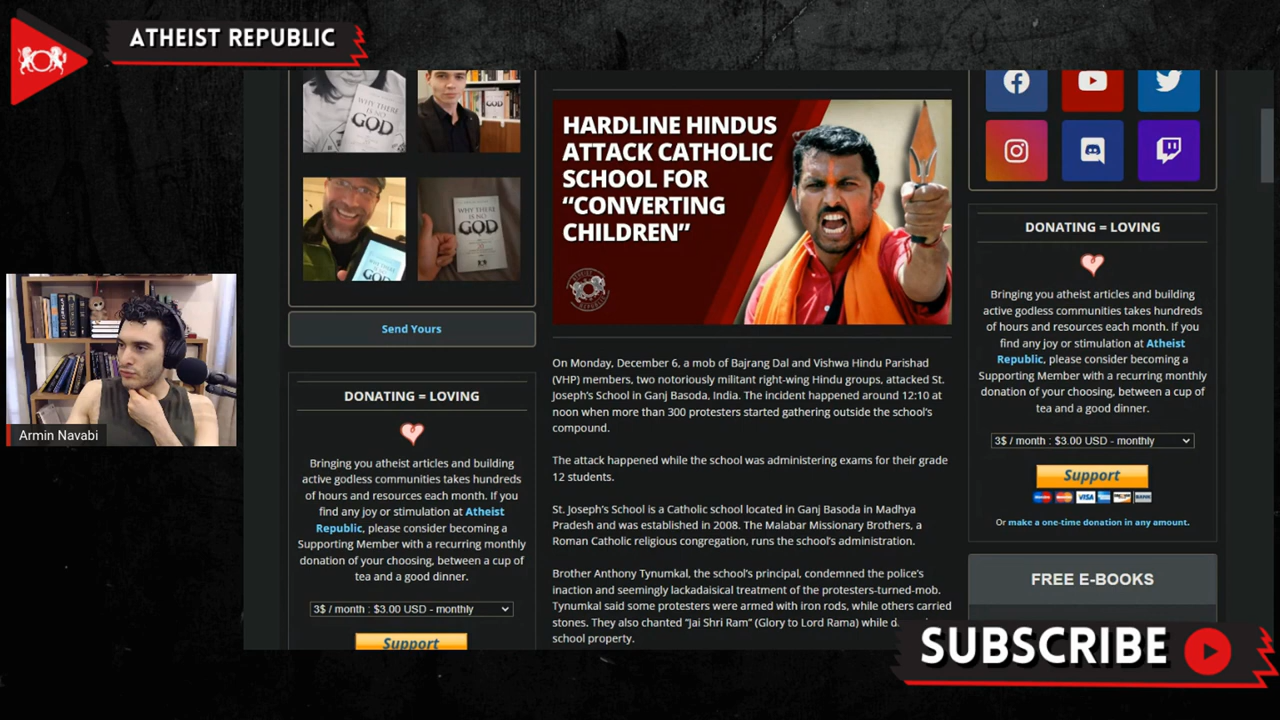 ATHEIST REPUBLIC
WHY THERE
IS NO
GOD
WHY THERE
IS NO
GOD
Send Yours
DONATING = LOVING
Bringing you atheist articles and building
active godless communities takes hundreds
of hours and resources each month. If you
find any joy or stimulation at Atheist
Republic, please consider becoming a
Supporting Member with a recurring monthly
donation of your choosing, between a cup of
tea and a good dinner.
3$ / month : $3.00 USD - monthly
Support
Armin Navabi
HARDLINE HINDUS
ATTACK CATHOLIC
SCHOOL FOR
“CONVERTING
CHILDREN”
On Monday, December 6, a mob of Bajrang Dal and Vishwa Hindu Parishad
(VHP) members, two notoriously militant right-wing Hindu groups, attacked St.
Joseph's School in Ganj Basoda, India. The incident happened around 12:10 at
noon when more than 300 protesters started gathering outside the school's
compound.
The attack happened while the school was administering exams for their grade
12 students.
St. Joseph's School is a Catholic school located in Ganj Basoda in Madhya
Pradesh and was established in 2008. The Malabar Missionary Brothers, a
Roman Catholic religious congregation, runs the school's administration.
Brother Anthony Tynumkal, the school's principal, condemned the police's
inaction and seemingly lackadaisical treatment of the protesters-turned-mob.
Tynumkal said some protesters were armed with iron rods, while others carried
stones. They also chanted “Jai Shri Ram” (Glory to Lord Rama) while
school property.
DONATING = LOVING
Bringing you atheist articles and building
active godless communities takes hundreds
of hours and resources each month. If you
find any joy or stimulation at Atheist
Republic, please consider becoming a
Supporting Member with a recurring monthly
donation of your choosing, between a cup of
tea and a good dinner.
3$ / month : $3.00 USD - monthly
Support
VISA
Or make a one-time donation in any amount.
FREE E-BOOKS
SUBSCRIBE